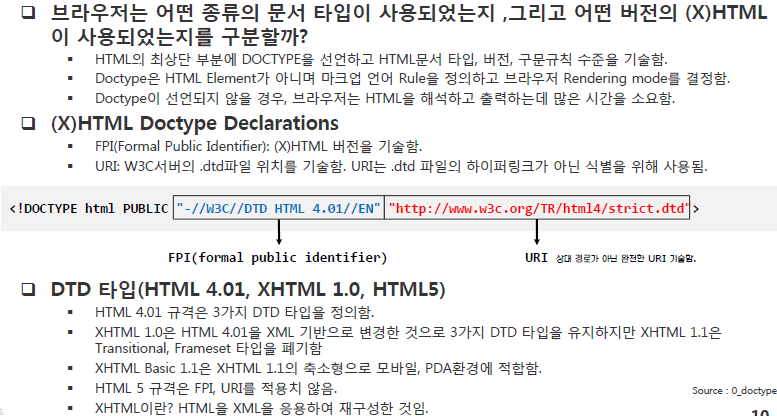 ❑ 브라우저는 어떤 종류의 문서 타입이 사용되었는지 ,그리고 어떤 버전의 (X)HTML
이 사용되었는지를 구분할까?
▪ HTML의 최상단 부분에 DOCTYPE을 선언하고 HTML문서 타입, 버전, 구문규칙 수준을 기술함.
▪ Doctype은 HTML Element가 아니며 마크업 언어 Rule을 정의하고 브라우저 Rendering mode를 결정함.
▪ Doctype이 선언되지 않을 경우, 브라우저는 HTML을 해석하고 출력하는데 많은 시간을 소요함.
❑ (X)HTML Doctype Declarations
▪ FPI(Formal Public Identifier): (X)HTML 버전을 기술함.
▪ URI: W3C서버의 .dtd파일 위치를 기술함. URI는 .dtd 파일의 하이퍼링크가 아닌 식별을 위해 사용됨.
<!DOCTYPE html PUBLIC "-//W3C//DTD HTML 4.01//EN" "http://www.w3c.org/TR/html4/strict.dtd">
FPI(formal public identifier) URI 상대 경로가 아닌 완전한 URI 기술함.
❑ DTD 타입(HTML 4.01, XHTML 1.0, HTML5)
▪ HTML 4.01 규격은 3가지 DTD 타입을 정의함.
▪ XHTML 1.0은 HTML 4.01을 XML 기반으로 변경한 것으로 3가지 DTD 타입을 유지하지만 XHTML 1.1은
Transitional, Frameset 타입을 폐기함
▪ XHTML Basic 1.1은 XHTML 1.1의 축소형으로 모바일, PDA환경에 적합함.
▪ HTML 5 규격은 FPI, URI를 적용치 않음.
Source : 0_doctype
▪ XHTML이란? HTML을 XML을 응용하여 재구성한 것임.
10